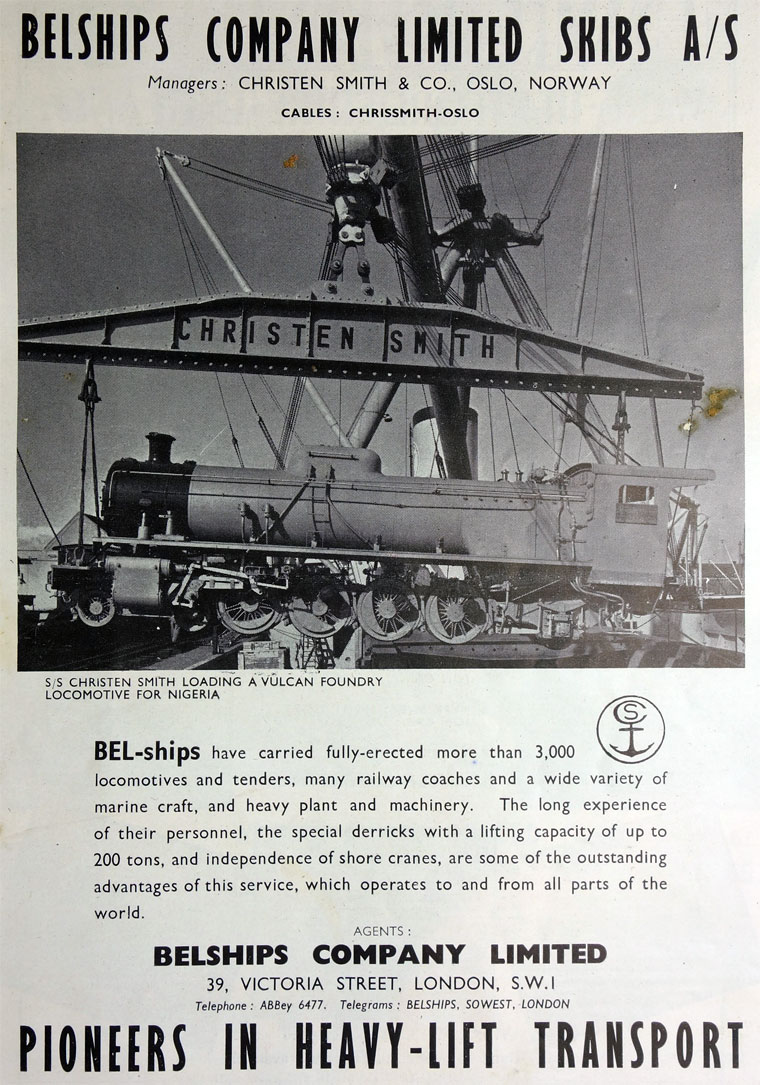 BELSHIPS COMPANY LIMITED SKIBS A/S
Managers: CHRISTEN SMITH & CO., OSLO, NORWAY
CABLES: CHRISSMITH-OSLO
CHRISTEN SMITH
S/S CHRISTEN SMITH LOADING A VULCAN FOUNDRY
LOCOMOTIVE FOR NIGERIA
CS
BEL-ships have carried fully-erected more than 3,000
locomotives and tenders, many railway coaches and a wide variety of
marine craft, and heavy plant and machinery. The long experience
of their personnel, the special derricks with a lifting capacity of up to
200 tons, and independence of shore cranes, are some of the outstanding
advantages of this service, which operates to and from all parts of the
world.
AGENTS:
BELSHIPS COMPANY LIMITED
39, VICTORIA STREET, LONDON, S.W.1
Telephone: ABBey 6477. Telegrams: BELSHIPS, SOWEST, LONDON
PIONEERS IN HEAVY-LIFT TRANSPORT